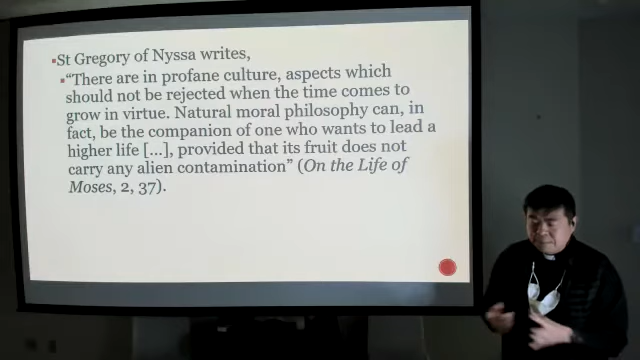 St Gregory of Nyssa writes,
“There are in profane culture, aspects which
should not be rejected when the time comes to
grow in virtue. Natural moral philosophy can, in
fact, be the companion of one who wants to lead a
higher life [...], provided that its fruit does not
carry any alien contamination” (On the Life of
Moses, 2, 37).